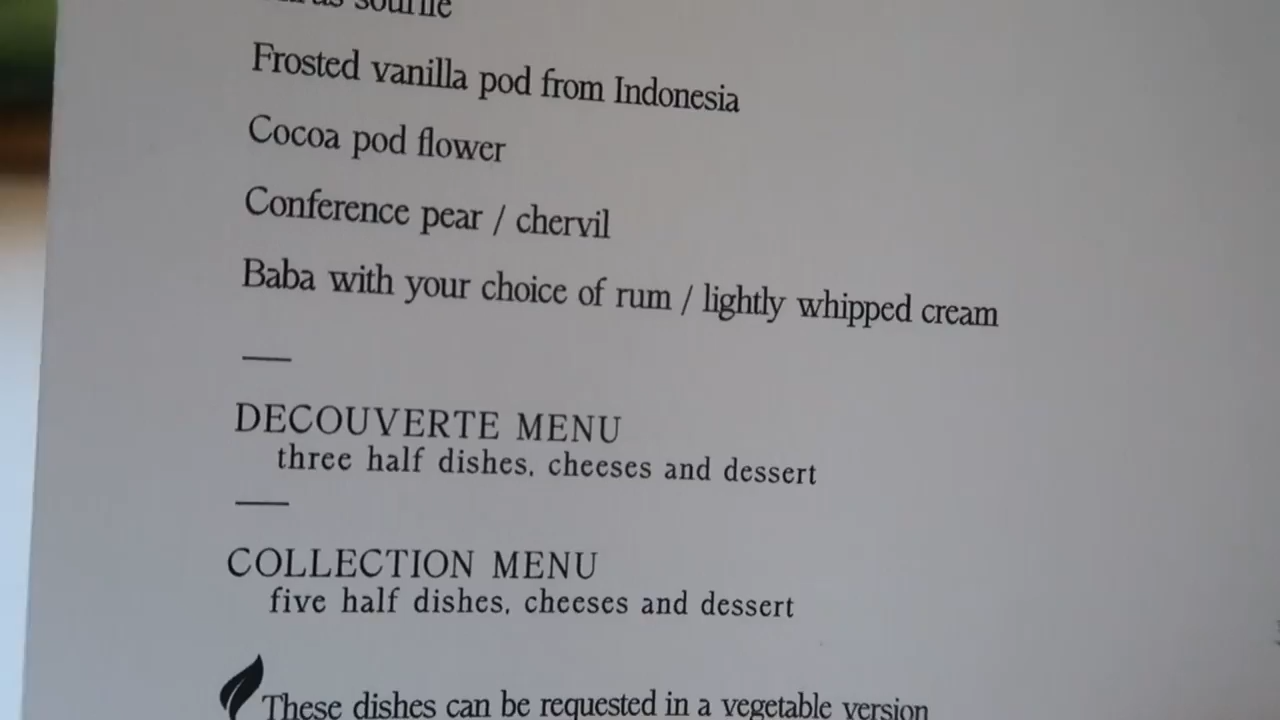 soufflé
Frosted vanilla pod from Indonesia
Cocoa pod flower
Conference pear / chervil
Baba with your choice of rum / lightly whipped cream
DECOUVERTE MENU
three half dishes, cheeses and dessert
COLLECTION MENU
five half dishes, cheeses and dessert
These dishes can be requested in a vegetable version